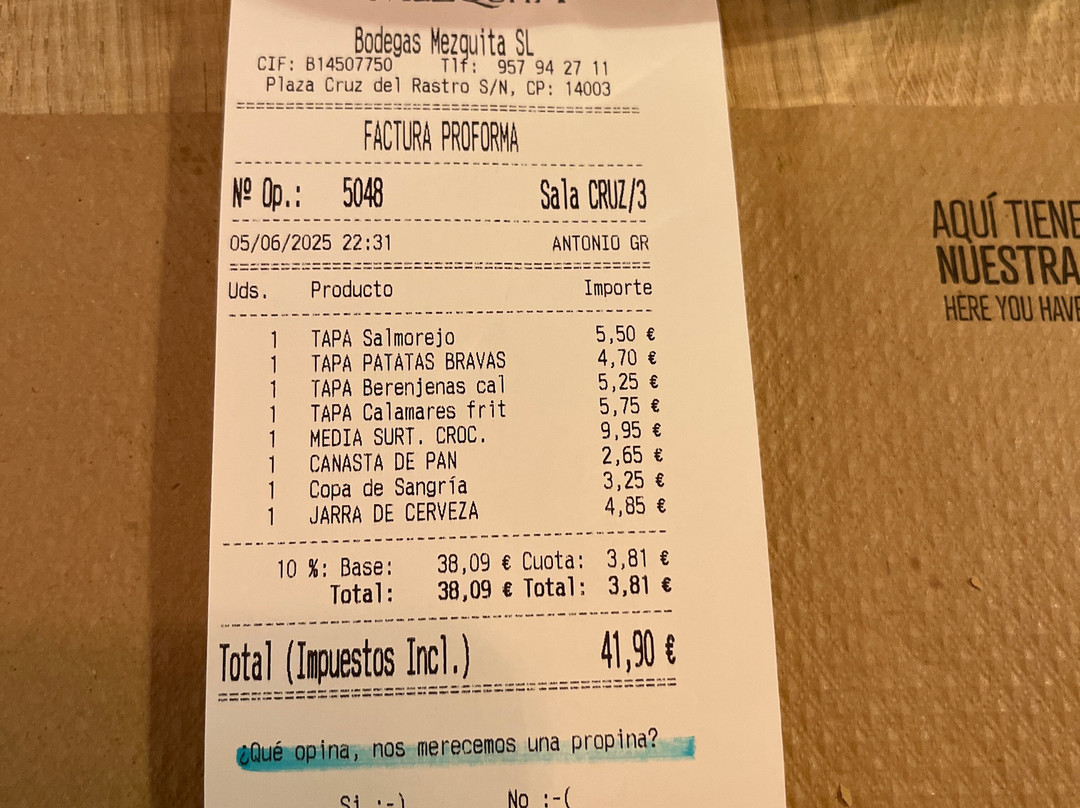 Bodegas Mezquita SL
CIF: B14507750 Tlf: 957 94 27 11
Plaza Cruz del Rastro S/N, CP: 14003
FACTURA PROFORMA
Nº Op.: 5048 Sala CRUZ/3
05/06/2025 22:31 ANTONIO GR
Uds. Producto Importe
1 TAPA Salmorejo 5,50 €
1 TAPA PATATAS BRAVAS 4,70 €
1 TAPA Berenjenas cal 5,25 €
1 TAPA Calamares frit 5,75 €
1 MEDIA SURT. CROC. 9,95 €
1 CANASTA DE PAN 2,65 €
1 Copa de Sangría 3,25 €
1 JARRA DE CERVEZA 4,85 €
10 %: Base: 38,09 € Cuota: 3,81 €
Total: 38,09 € Total: 3,81 €
Total (Impuestos Incl.) 41,90 €
¿Qué opina, nos merecemos una propina?
Si :-) No :-(
AQUÍ TIENE
NUESTRA
HERE YOU HAVE